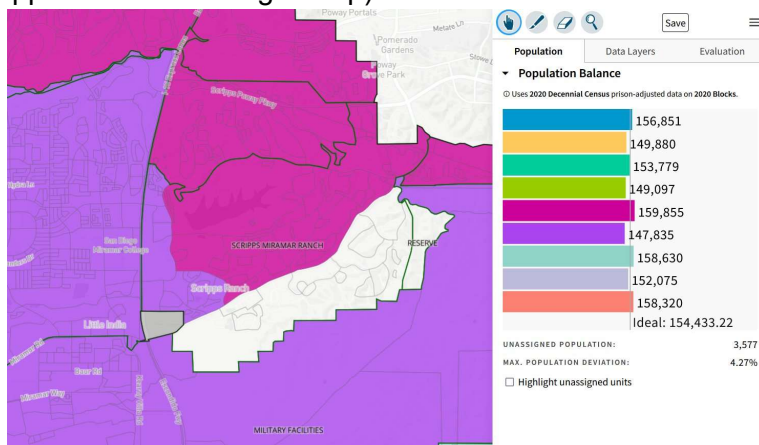 Poway Portals
Metate Ln
Pomerado
Gardens
Poway
Grove Park
Scripps Poway Pkwy
San Diego
Miramar College
SCRIPPS MIRAMAR RANCH
RESERVE
Scripps Ranch
Little India
Miramar Rd
Miramar Way
MILITARY FACILITIES
Save
Population
Data Layers
Evaluation
Population Balance
Uses 2020 Decennial Census prison-adjusted data on 2020 Blocks.
156,851
149,880
153,779
149,097
159,855
147,835
158,630
152,075
158,320
Ideal: 154,433.22
UNASSIGNED POPULATION: 3,577
MAX. POPULATION DEVIATION: 4.27%
Highlight unassigned units